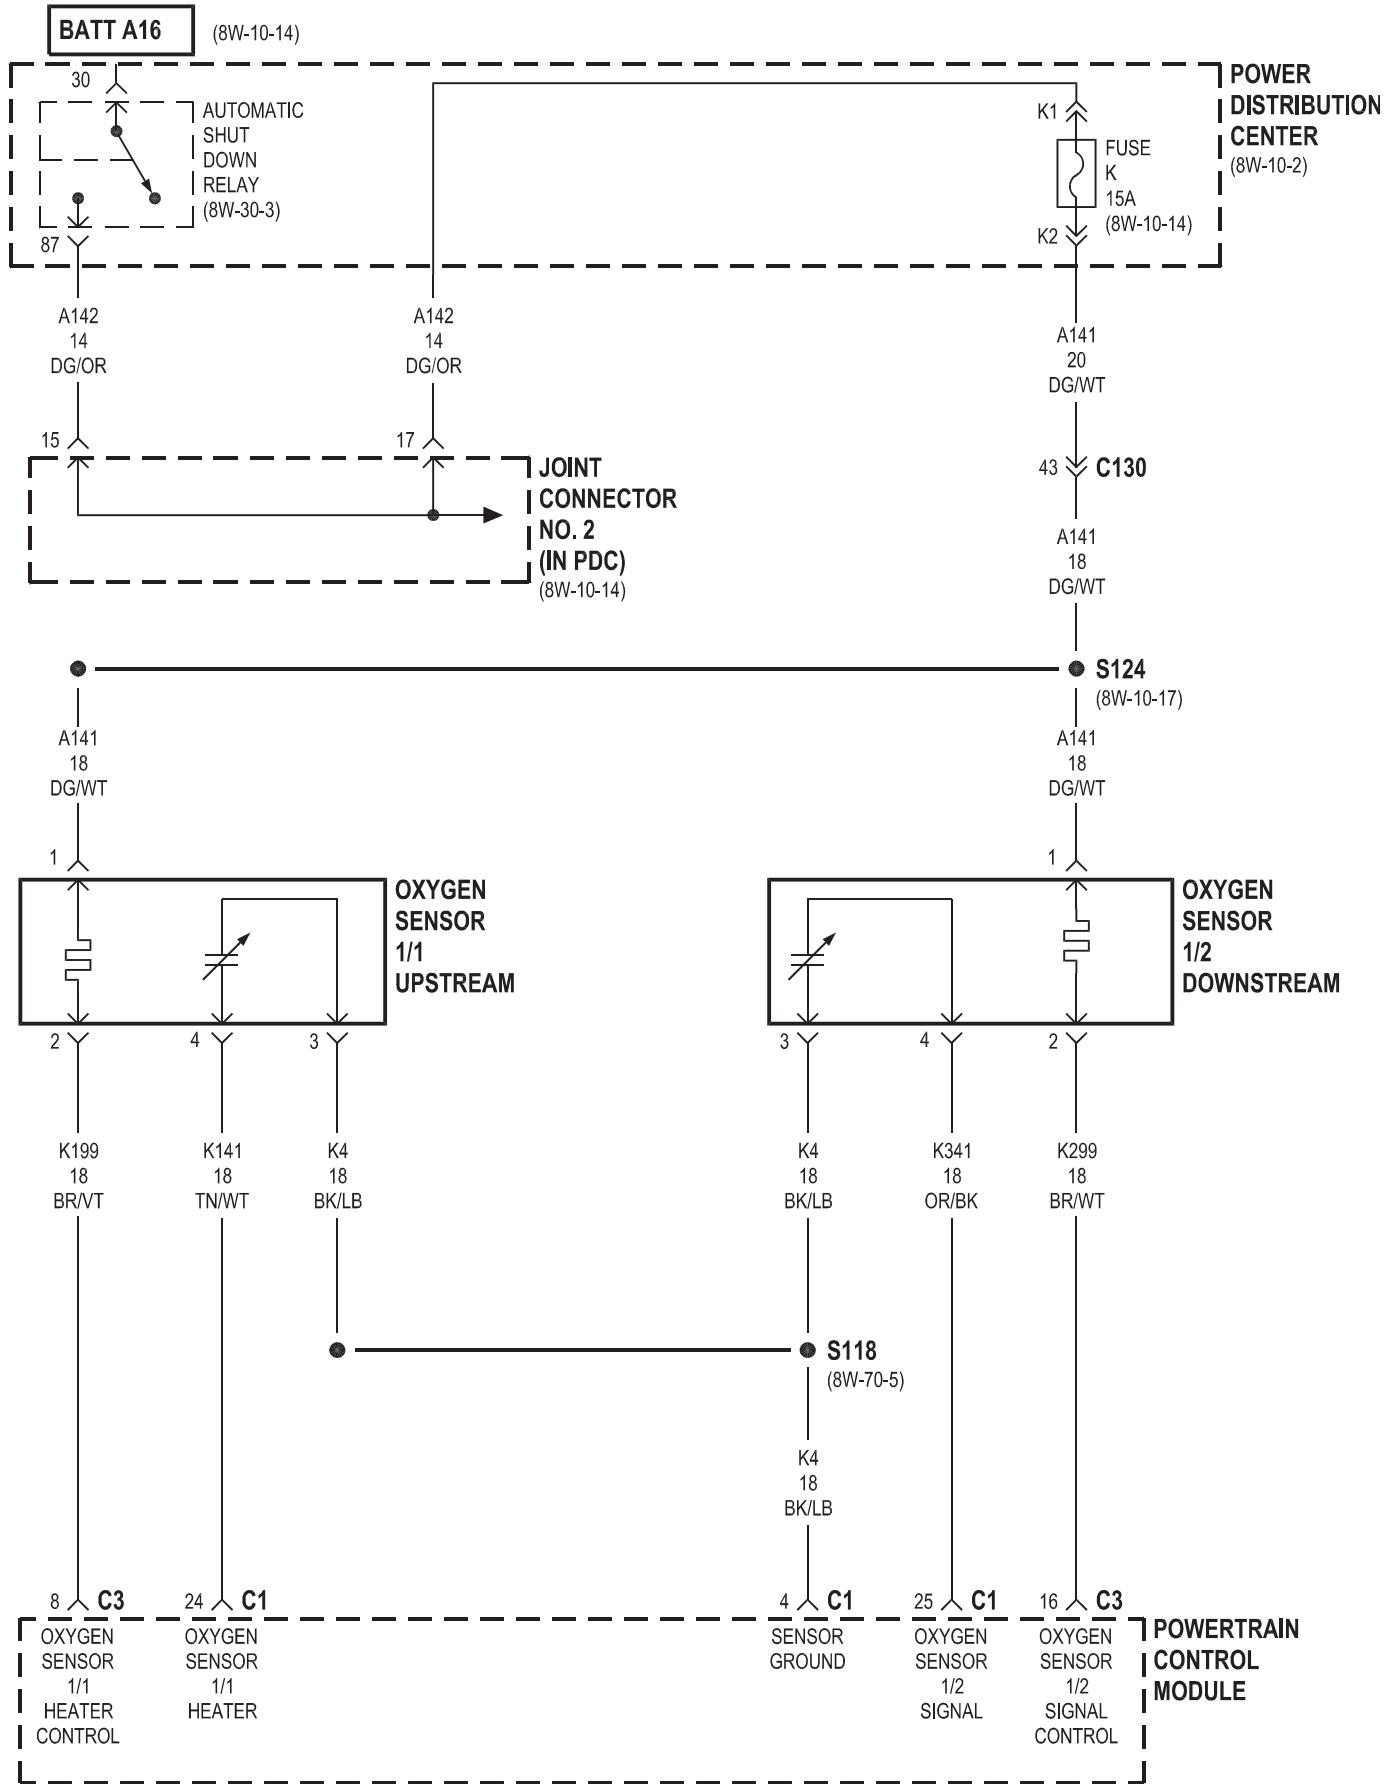 BATT A16
(8W-10-14)
30
AUTOMATIC
SHUT
DOWN
RELAY
(8W-30-3)
87
K1
FUSE
K
15A
(8W-10-14)
K2
POWER
DISTRIBUTION
CENTER
(8W-10-2)
A142
14
DG/OR
A142
14
DG/OR
A141
20
DG/WT
15
17
JOINT
CONNECTOR
NO. 2
(IN PDC)
(8W-10-14)
43
C130
A141
18
DG/WT
S124
(8W-10-17)
A141
18
DG/WT
A141
18
DG/WT
1
OXYGEN
SENSOR
1/1
UPSTREAM
1
OXYGEN
SENSOR
1/2
DOWNSTREAM
2
4
3
3
4
2
K199
18
BR/VT
K141
18
TN/WT
K4
18
BK/LB
K4
18
BK/LB
K341
18
OR/BK
K299
18
BR/WT
S118
(8W-70-5)
K4
18
BK/LB
8
C3
24
C1
4
C1
25
C1
16
C3
OXYGEN
SENSOR
1/1
HEATER
CONTROL
OXYGEN
SENSOR
1/1
HEATER
SENSOR
GROUND
OXYGEN
SENSOR
1/2
SIGNAL
OXYGEN
SENSOR
1/2
SIGNAL
CONTROL
POWERTRAIN
CONTROL
MODULE